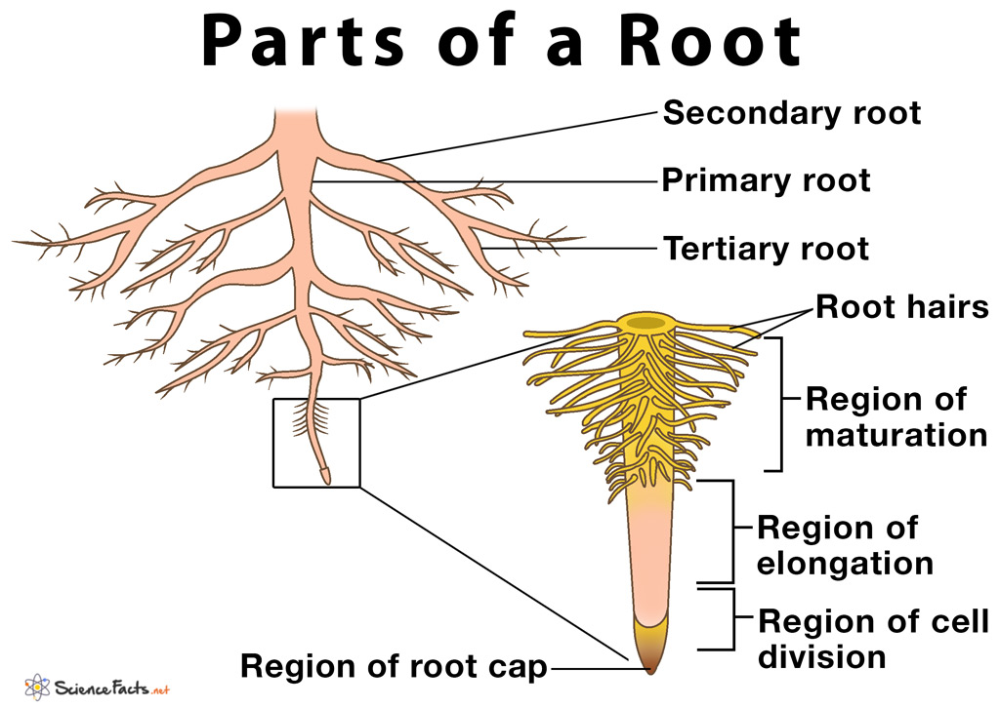 Parts of a Root
Secondary root
Primary root
Tertiary root
Root hairs
Region of
maturation
Region of
elongation
Region of cell
division
Region of root cap
ScienceFacts.net